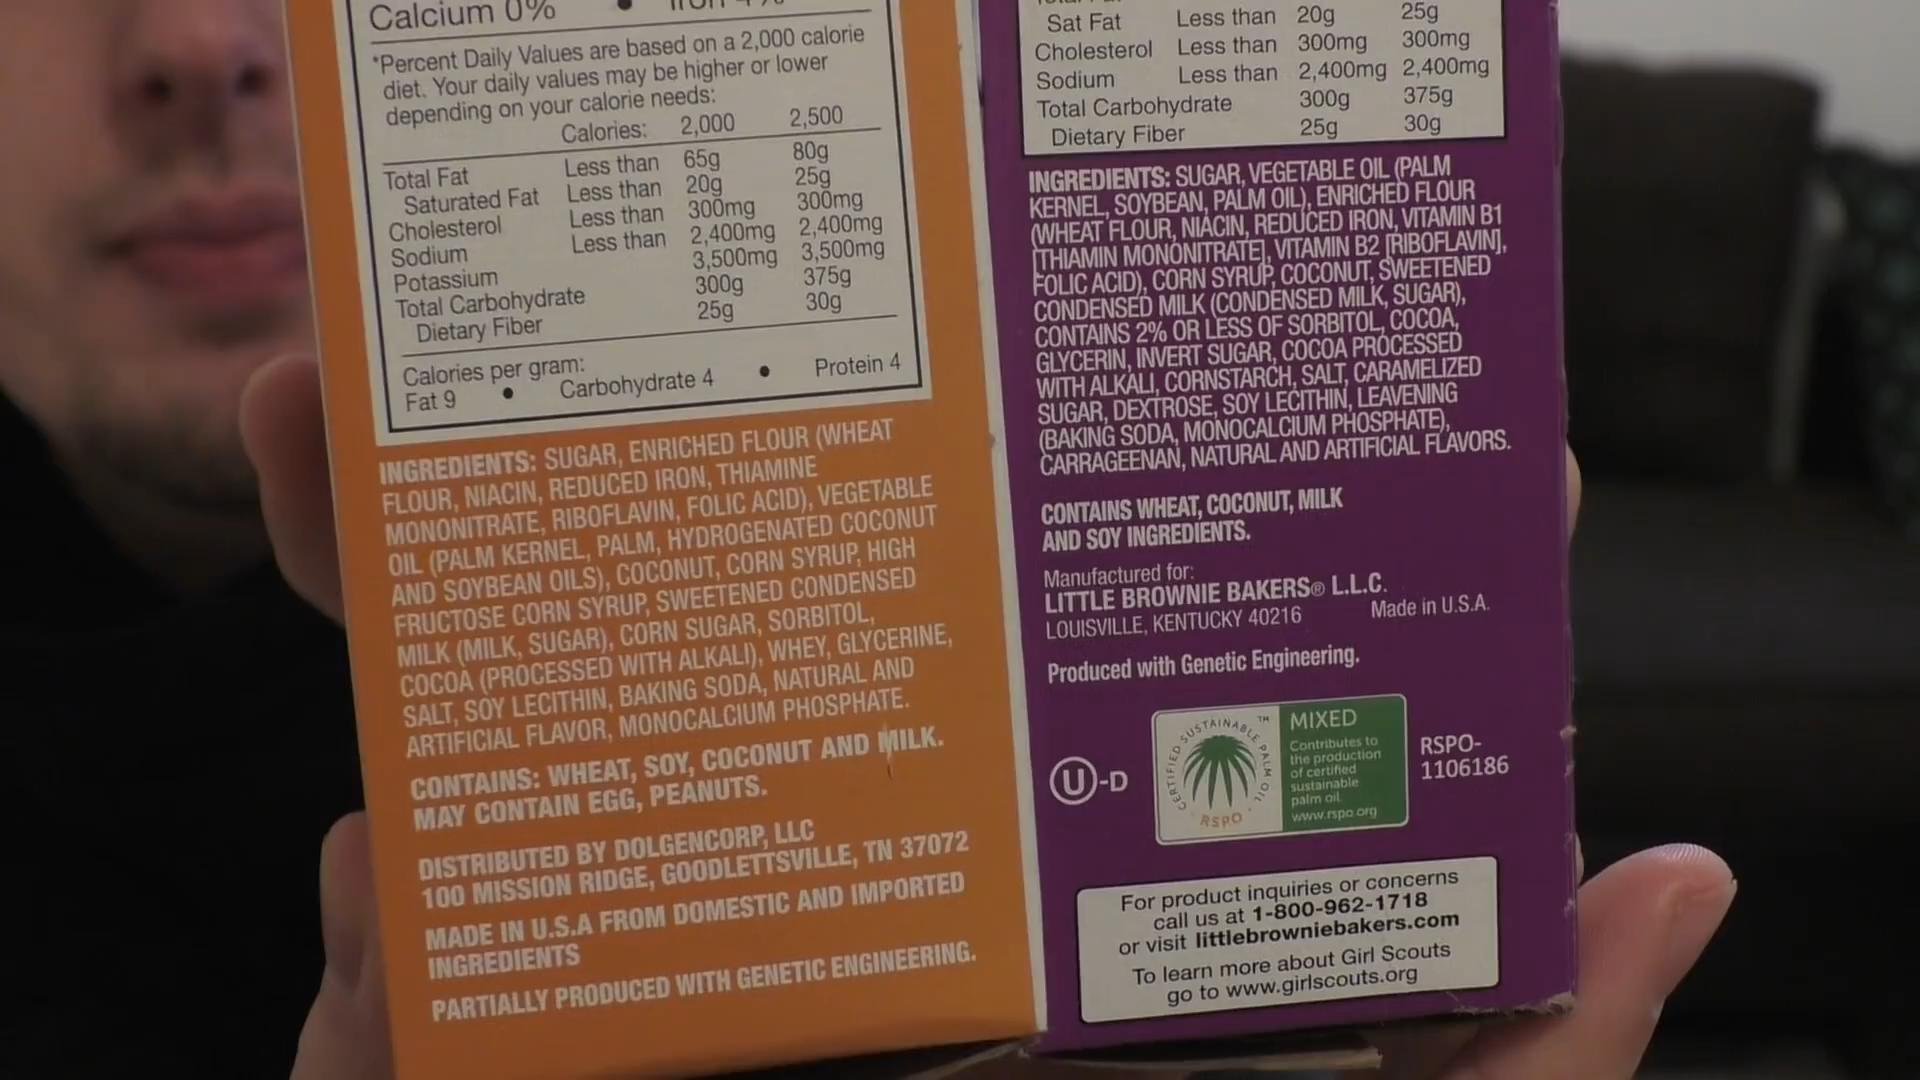 Calcium 0% •
*Percent Daily Values are based on a 2,000 calorie
diet. Your daily values may be higher or lower
depending on your calorie needs:
Calories: 2,000 2,500
Total Fat Less than 65g 80g
Saturated Fat Less than 20g 25g
Cholesterol Less than 300mg 300mg
Sodium Less than 2,400mg 2,400mg
Potassium 3,500mg 3,500mg
Total Carbohydrate 300g 375g
Dietary Fiber 25g 30g
Calories per gram:
Fat 9 • Carbohydrate 4 • Protein 4
INGREDIENTS: SUGAR, ENRICHED FLOUR (WHEAT
FLOUR, NIACIN, REDUCED IRON, THIAMINE
MONONITRATE, RIBOFLAVIN, FOLIC ACID), VEGETABLE
OIL (PALM KERNEL, PALM, HYDROGENATED COCONUT
AND SOYBEAN OILS), COCONUT, CORN SYRUP, HIGH
FRUCTOSE CORN SYRUP, SWEETENED CONDENSED
MILK (MILK, SUGAR), CORN SUGAR, SORBITOL,
COCOA (PROCESSED WITH ALKALI), WHEY, GLYCERINE,
SALT, SOY LECITHIN, BAKING SODA, NATURAL AND
ARTIFICIAL FLAVOR, MONOCALCIUM PHOSPHATE.
CONTAINS: WHEAT, SOY, COCONUT AND MILK.
MAY CONTAIN EGG, PEANUTS.
DISTRIBUTED BY DOLGENCORP, LLC
100 MISSION RIDGE, GOODLETTSVILLE, TN 37072
MADE IN U.S.A FROM DOMESTIC AND IMPORTED
INGREDIENTS
PARTIALLY PRODUCED WITH GENETIC ENGINEERING.
Sat Fat Less than 20g 25g
Cholesterol Less than 300mg 300mg
Sodium Less than 2,400mg 2,400mg
Total Carbohydrate 300g 375g
Dietary Fiber 25g 30g
INGREDIENTS: SUGAR, VEGETABLE OIL (PALM
KERNEL, SOYBEAN, PALM OIL), ENRICHED FLOUR
(WHEAT FLOUR, NIACIN, REDUCED IRON, VITAMIN B1
[THIAMIN MONONITRATE], VITAMIN B2 [RIBOFLAVIN],
FOLIC ACID), CORN SYRUP, COCONUT, SWEETENED
CONDENSED MILK (CONDENSED MILK, SUGAR),
CONTAINS 2% OR LESS OF SORBITOL, COCOA,
GLYCERIN, INVERT SUGAR, COCOA PROCESSED
WITH ALKALI, CORNSTARCH, SALT, CARAMELIZED
SUGAR, DEXTROSE, SOY LECITHIN, LEAVENING
(BAKING SODA, MONOCALCIUM PHOSPHATE),
CARRAGEENAN, NATURAL AND ARTIFICIAL FLAVORS.
CONTAINS WHEAT, COCONUT, MILK
AND SOY INGREDIENTS.
Manufactured for:
LITTLE BROWNIE BAKERS® L.L.C.
LOUISVILLE, KENTUCKY 40216 Made in U.S.A.
Produced with Genetic Engineering.
U-D
CERTIFIED SUSTAINABLE PALM OIL ™
RSPO
MIXED
Contributes to
the production
of certified
sustainable
palm oil.
www.rspo.org
RSPO-
1106186
For product inquiries or concerns
call us at 1-800-962-1718
or visit littlebrowniebakers.com
To learn more about Girl Scouts
go to www.girlscouts.org